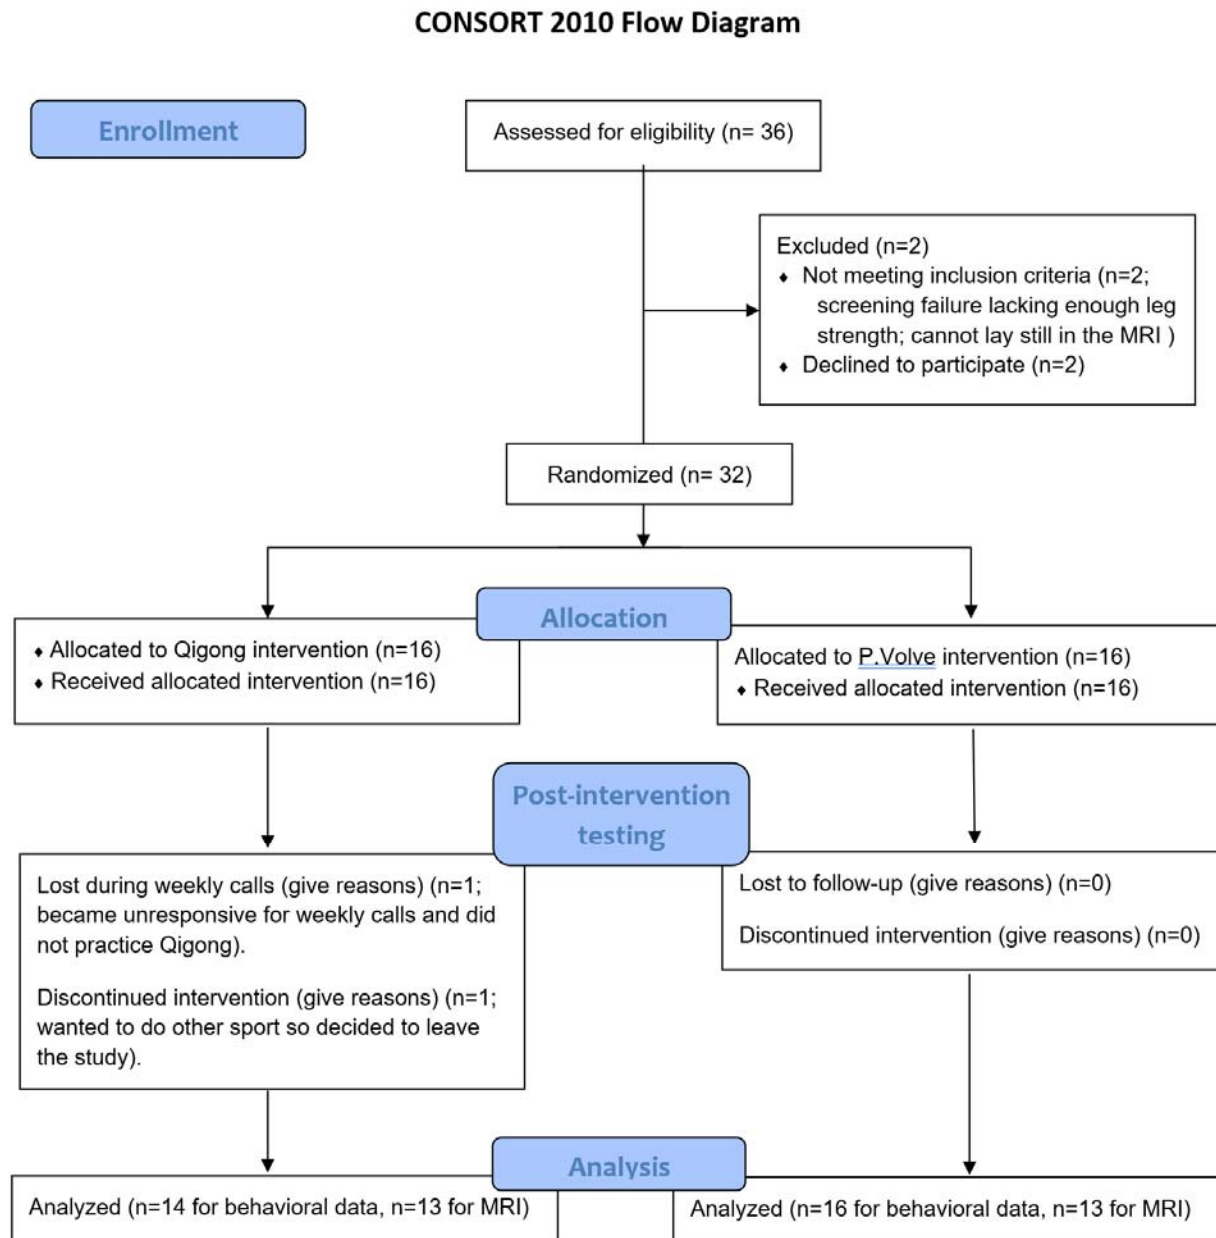 CONSORT 2010 Flow Diagram
Enrollment
Assessed for eligibility (n= 36)
Excluded (n=2)
♦ Not meeting inclusion criteria (n=2;
screening failure lacking enough leg
strength; cannot lay still in the MRI )
♦ Declined to participate (n=2)
Randomized (n= 32)
Allocation
♦ Allocated to Qigong intervention (n=16)
♦ Received allocated intervention (n=16)
Allocated to P.Volve intervention (n=16)
♦ Received allocated intervention (n=16)
Post-intervention
testing
Lost during weekly calls (give reasons) (n=1;
became unresponsive for weekly calls and did
not practice Qigong).
Discontinued intervention (give reasons) (n=1;
wanted to do other sport so decided to leave
the study).
Lost to follow-up (give reasons) (n=0)
Discontinued intervention (give reasons) (n=0)
Analysis
Analyzed (n=14 for behavioral data, n=13 for MRI)
Analyzed (n=16 for behavioral data, n=13 for MRI)